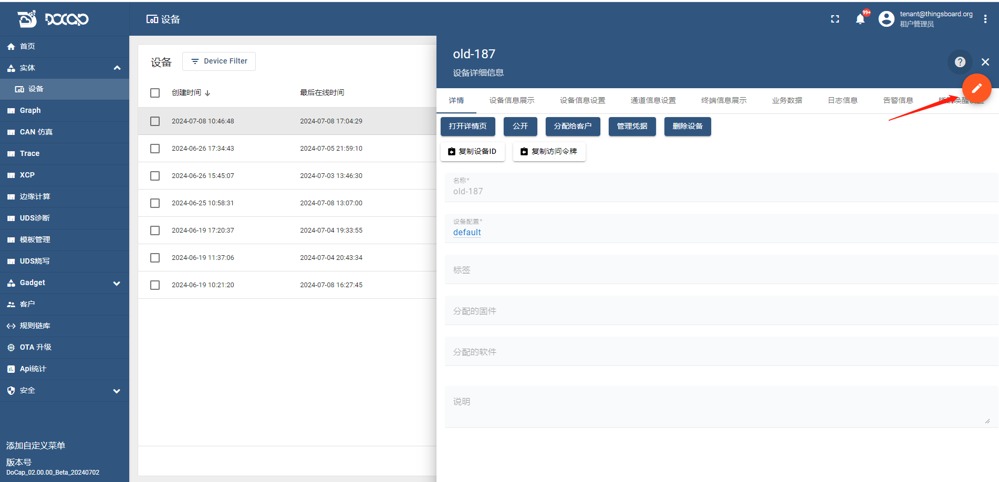 DOCAP
设备
99+
tenant@thingsboard.org
租户管理员
首页
实体
设备
Graph
CAN 仿真
Trace
XCP
边缘计算
UDS诊断
模板管理
UDS烧写
Gadget
客户
规则链库
OTA 升级
Api统计
安全
添加自定义菜单
版本号
DoCap_02.00.00_Beta_20240702
设备 Device Filter
创建时间 最后在线时间
2024-07-08 10:46:48 2024-07-08 17:04:29
2024-06-26 17:34:43 2024-07-05 21:59:10
2024-06-26 15:45:07 2024-07-03 13:46:30
2024-06-25 10:58:31 2024-07-08 13:07:00
2024-06-19 17:20:37 2024-07-04 19:33:55
2024-06-19 11:37:06 2024-07-04 20:43:34
2024-06-19 10:21:20 2024-07-08 16:27:45
old-187
设备详细信息
详情 设备信息展示 设备信息设置 通道信息设置 终端信息展示 业务数据 日志信息 告警信息
打开详情页 公开 分配给客户 管理凭据 删除设备
复制设备ID 复制访问令牌
名称*
old-187
设备配置*
default
标签
分配的固件
分配的软件
说明